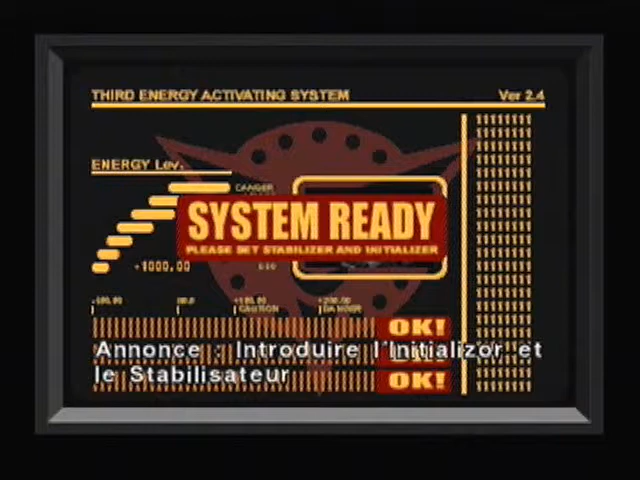 THIRD ENERGY ACTIVATING SYSTEM Ver 2.4
ENERGY Lev.
DANGER
SYSTEM READY
PLEASE SET STABILIZER AND INITIALIZER
+1000.00
CAUTION DANGER
OK!
Annonce : Introduire l'Initializor et
le Stabilisateur
OK!